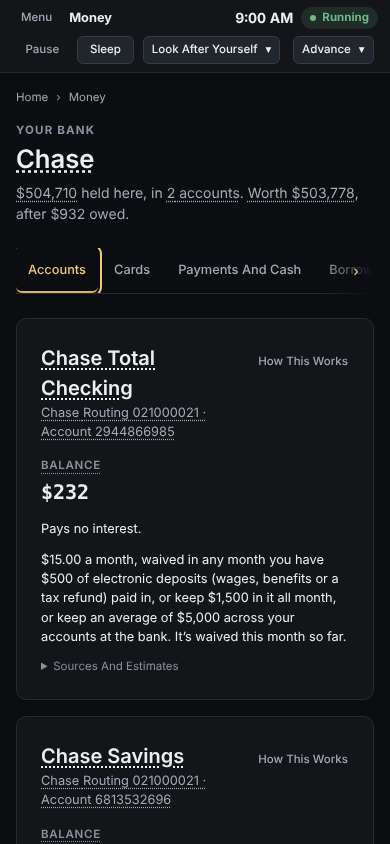 Menu Money 9:00 AM Running
Pause Sleep Look After Yourself ▾ Advance ▾
Home › Money
YOUR BANK
Chase
$504,710 held here, in 2 accounts. Worth $503,778,
after $932 owed.
Accounts Cards Payments And Cash Borrow ›
Chase Total
Checking
How This Works
Chase Routing 021000021 ·
Account 2944866985
BALANCE
$232
Pays no interest.
$15.00 a month, waived in any month you have
$500 of electronic deposits (wages, benefits or a
tax refund) paid in, or keep $1,500 in it all month,
or keep an average of $5,000 across your
accounts at the bank. It’s waived this month so far.
▶ Sources And Estimates
Chase Savings How This Works
Chase Routing 021000021 ·
Account 6813532696
BALANCE